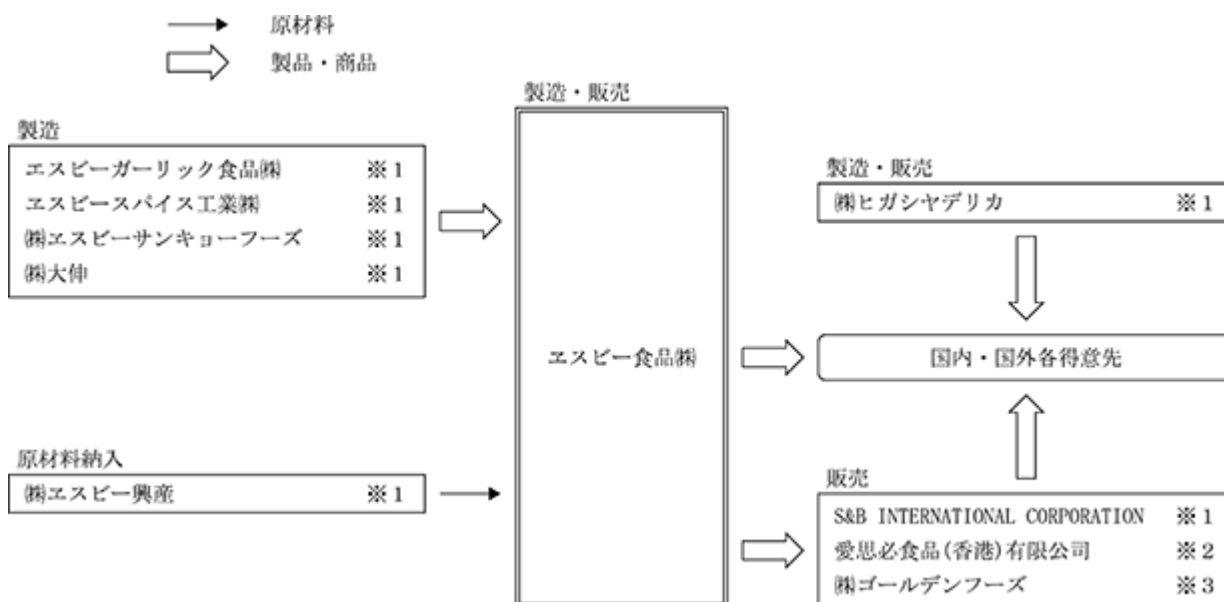 原材料
製品・商品
製造・販売
製造
ヱスビーガーリック食品㈱ ※1
ヱスビースパイス工業㈱ ※1
㈱ヱスビーサンキョーフーズ ※1
㈱大伸 ※1
原材料納入
㈱ヱスビー興産 ※1
ヱスビー食品㈱
製造・販売
㈱ヒガシヤデリカ ※1
国内・国外各得意先
販売
S&B INTERNATIONAL CORPORATION ※1
愛思必食品(香港)有限公司 ※2
㈱ゴールデンフーズ ※3